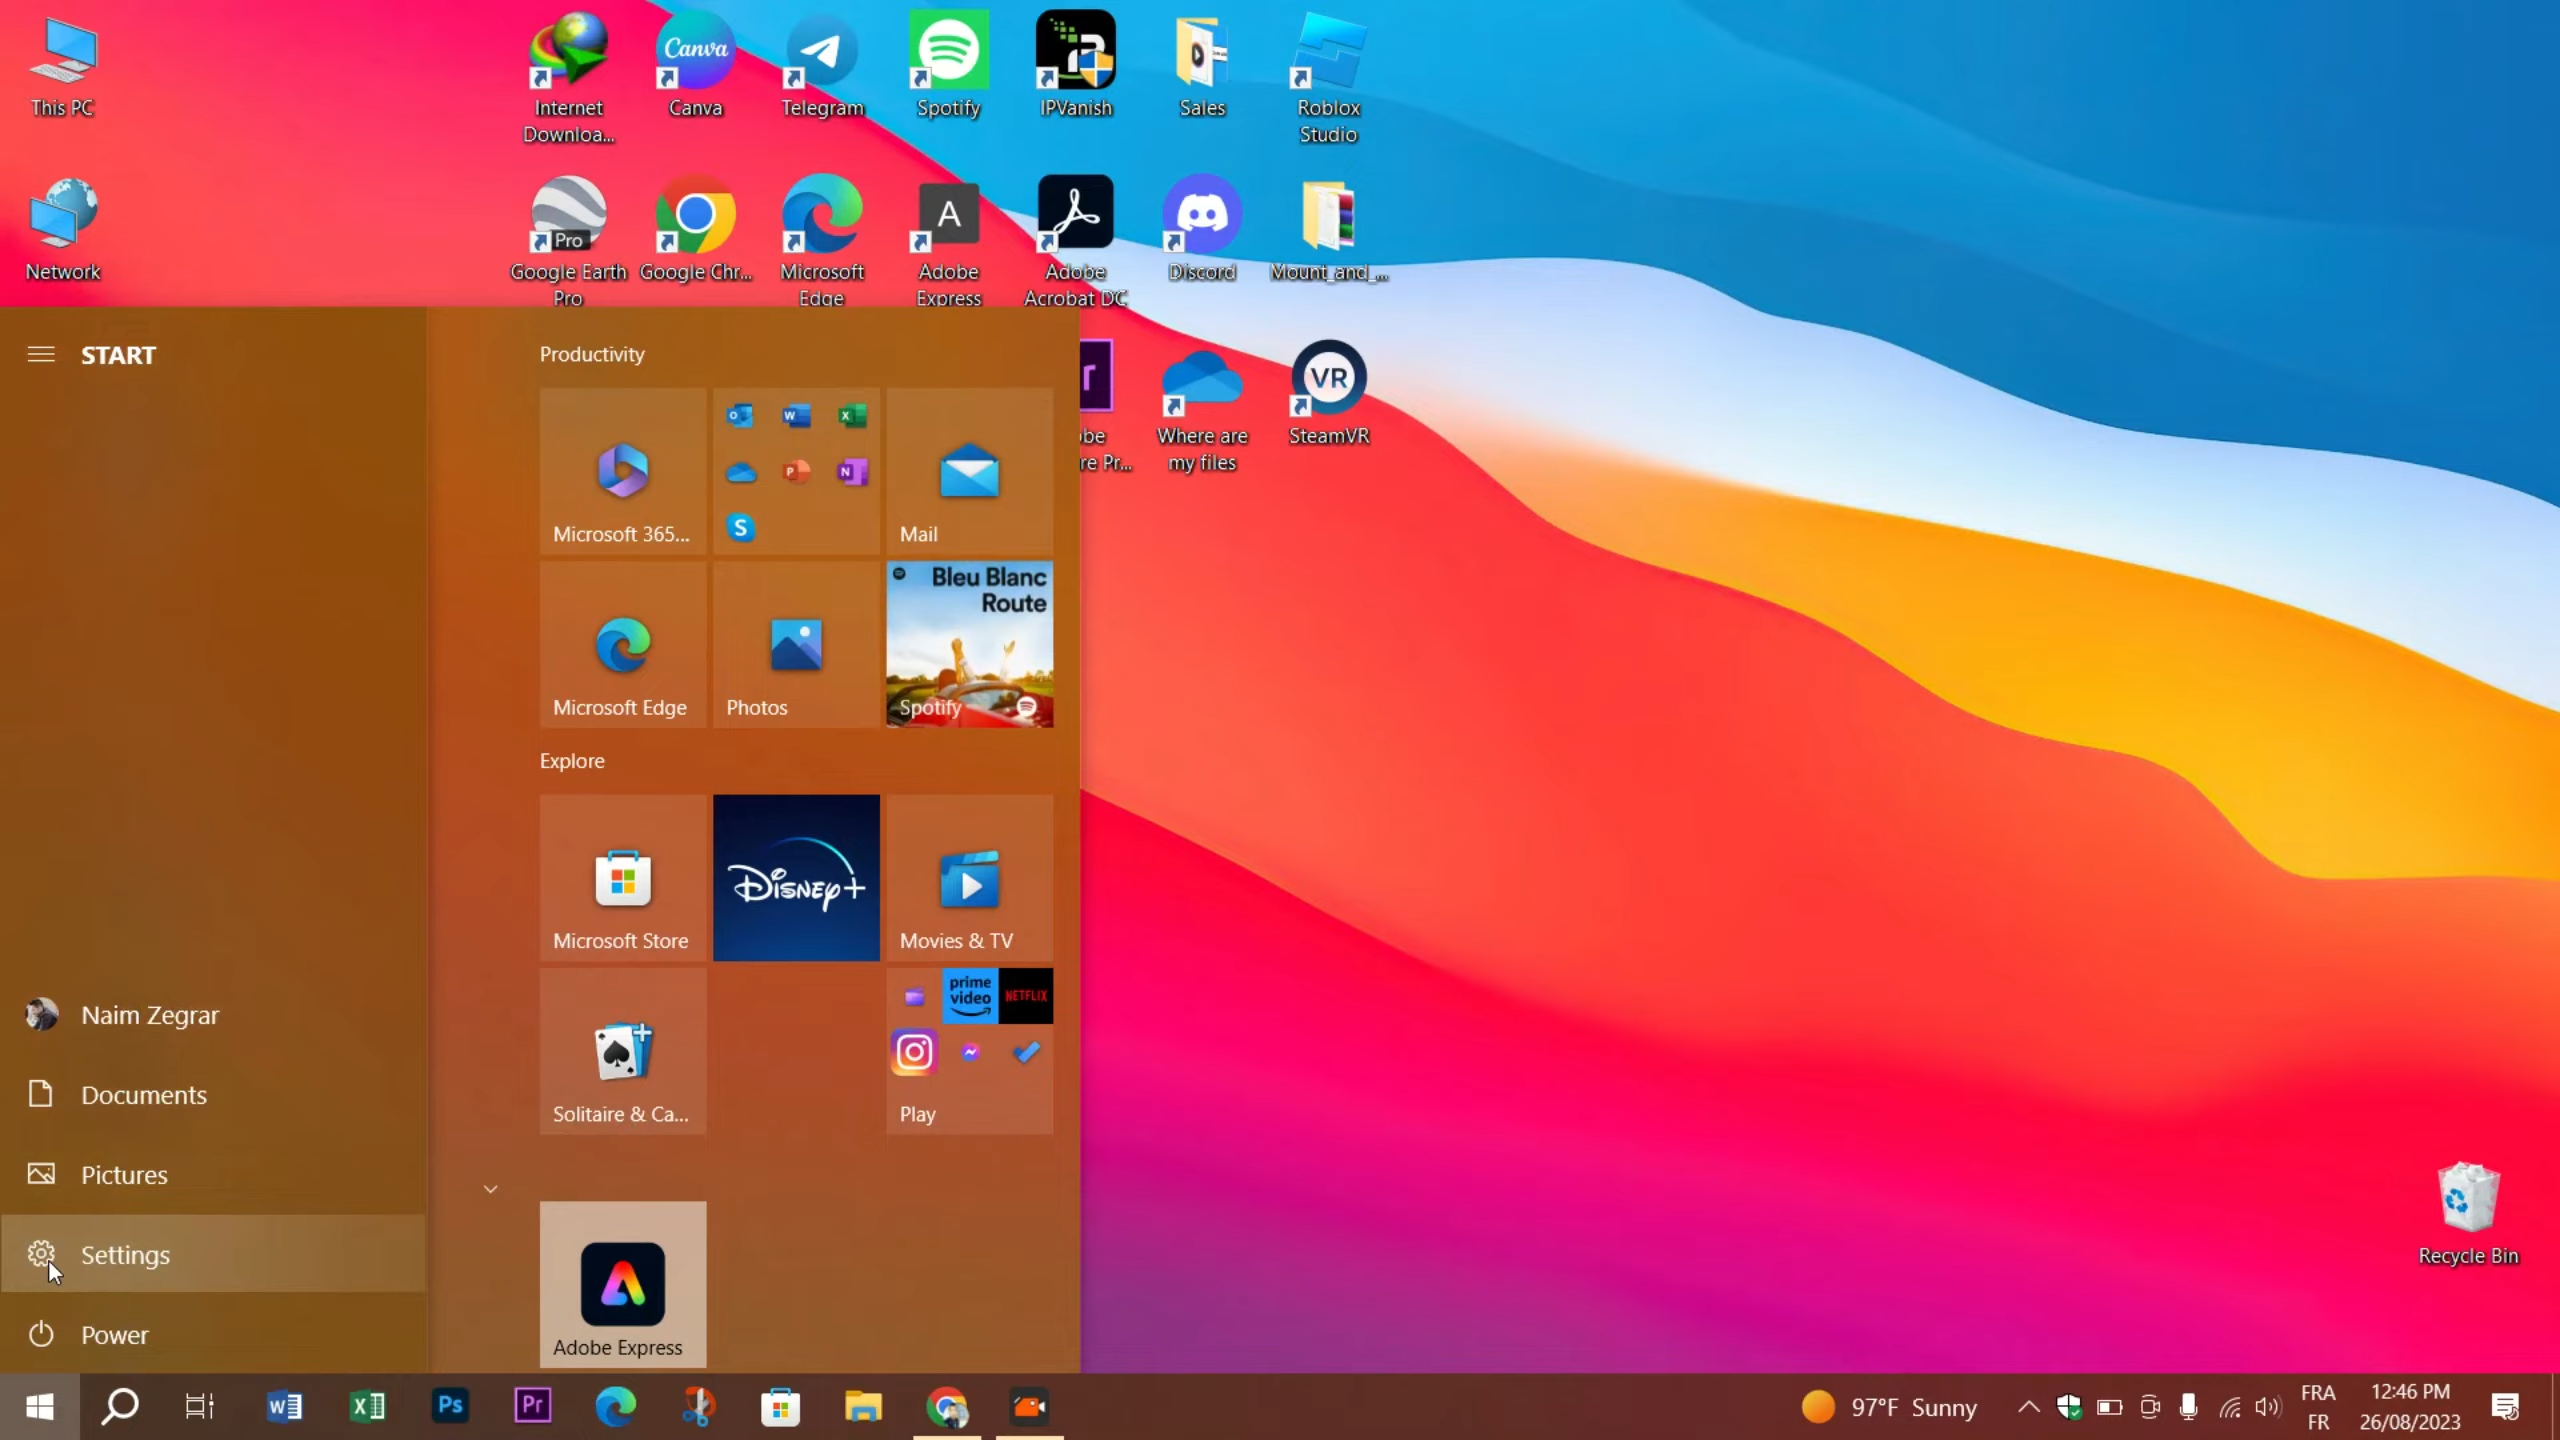 This PC
Internet
Downloa...
Canva
Canva
Telegram
Spotify
IPVanish
Sales
Roblox
Studio
Network
Pro
Google Earth
Pro
Google Chr...
Microsoft
Edge
A
Adobe
Express
Adobe
Acrobat DC
Discord
Mount_and_...
r
be
re Pr...
Where are
my files
VR
SteamVR
START
Productivity
Microsoft 365...
O
W
X
P
N
S
Mail
Microsoft Edge
Photos
Bleu Blanc
Route
Spotify
Explore
Microsoft Store
Disney+
Movies & TV
Solitaire & Ca...
prime
video
NETFLIX
Play
Naim Zegrar
Documents
Pictures
Settings
Power
Adobe Express
W
X
Ps
Pr
97°F Sunny
FRA
FR
12:46 PM
26/08/2023
Recycle Bin